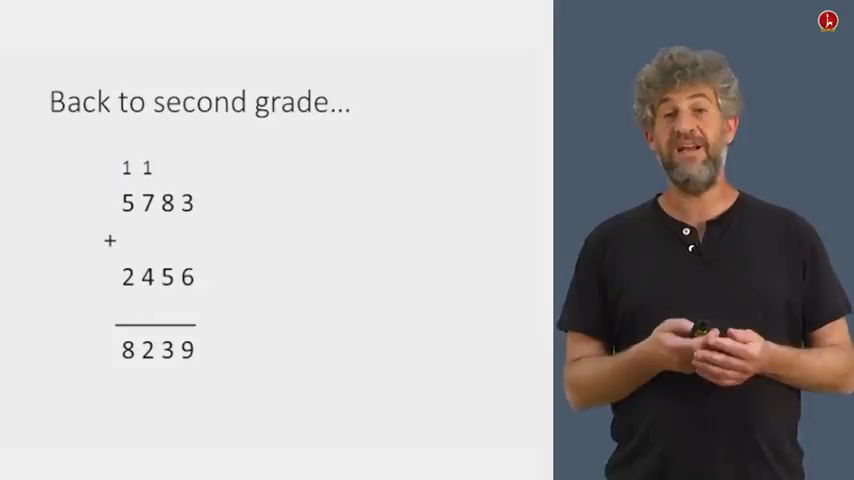 Back to second grade...
1 1
5 7 8 3
+
2 4 5 6
8 2 3 9